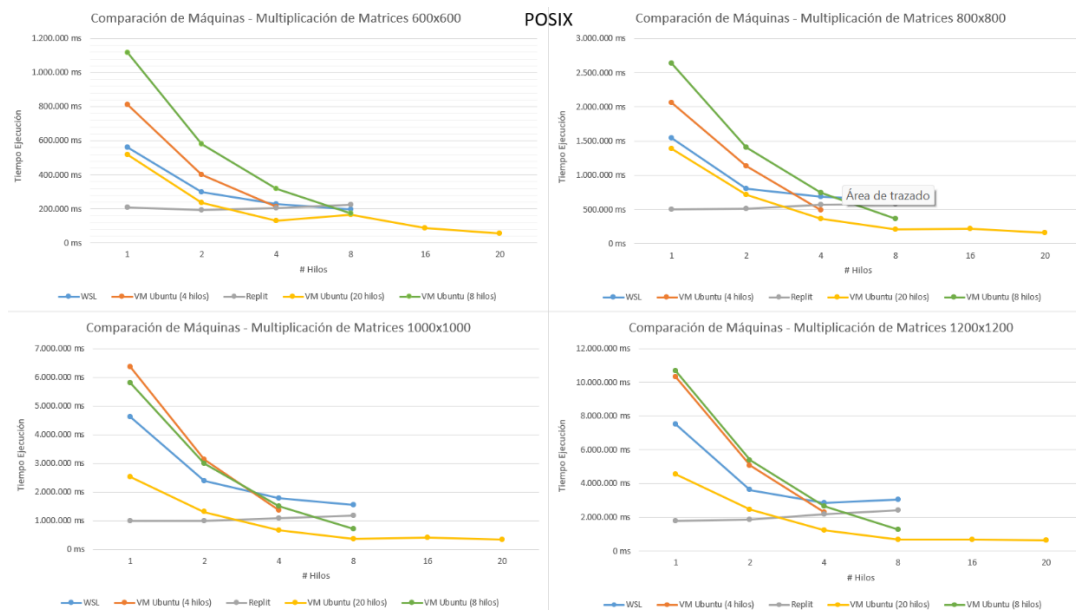 POSIX
Comparación de Máquinas - Multiplicación de Matrices 600x600
Tiempo Ejecución
1.200.000 ms
1.000.000 ms
800.000 ms
600.000 ms
400.000 ms
200.000 ms
0 ms
1 2 4 8 16 20
# Hilos
WSL VM Ubuntu (4 hilos) Replit VM Ubuntu (20 hilos) VM Ubuntu (8 hilos)
Comparación de Máquinas - Multiplicación de Matrices 800x800
Tiempo Ejecución
3.000.000 ms
2.500.000 ms
2.000.000 ms
1.500.000 ms
1.000.000 ms
500.000 ms
0 ms
Área de trazado
1 2 4 8 16 20
# Hilos
WSL VM Ubuntu (4 hilos) Replit VM Ubuntu (20 hilos) VM Ubuntu (8 hilos)
Comparación de Máquinas - Multiplicación de Matrices 1000x1000
Tiempo Ejecución
7.000.000 ms
6.000.000 ms
5.000.000 ms
4.000.000 ms
3.000.000 ms
2.000.000 ms
1.000.000 ms
0 ms
1 2 4 8 16 20
# Hilos
WSL VM Ubuntu (4 hilos) Replit VM Ubuntu (20 hilos) VM Ubuntu (8 hilos)
Comparación de Máquinas - Multiplicación de Matrices 1200x1200
Tiempo Ejecución
12.000.000 ms
10.000.000 ms
8.000.000 ms
6.000.000 ms
4.000.000 ms
2.000.000 ms
0 ms
1 2 4 8 16 20
# Hilos
WSL VM Ubuntu (4 hilos) Replit VM Ubuntu (20 hilos) VM Ubuntu (8 hilos)